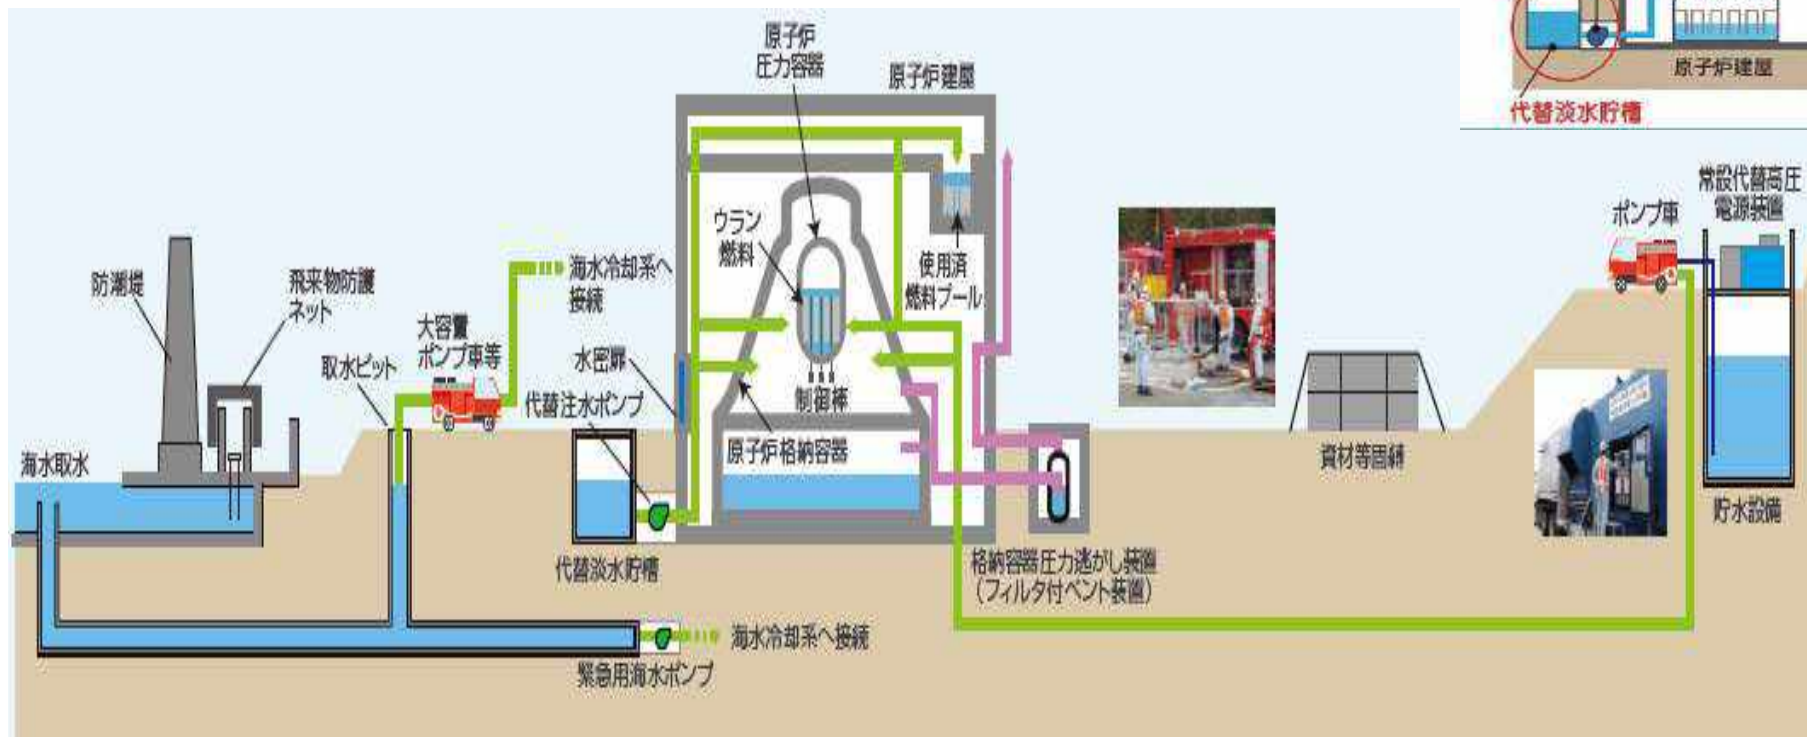 原子炉建屋
代替淡水貯槽
原子炉
圧力容器
原子炉建屋
防潮堤
飛来物防護
ネット
海水冷却系へ
接続
大容量
ポンプ車等
取水ピット
水密扉
代替注水ポンプ
ウラン
燃料
使用済
燃料プール
制御棒
原子炉格納容器
海水取水
代替淡水貯槽
海水冷却系へ接続
緊急用海水ポンプ
格納容器圧力逃がし装置
(フィルタ付ベント装置)
資材等固縛
ポンプ車
常設代替高圧
電源装置
貯水設備